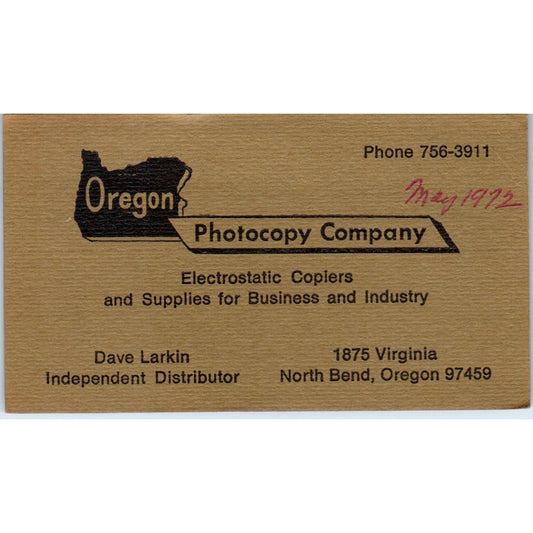 Phone 756-3911
May 1972
Oregon
Photocopy Company
Electrostatic Copiers
and Supplies for Business and Industry
Dave Larkin
Independent Distributor
1875 Virginia
North Bend, Oregon 97459